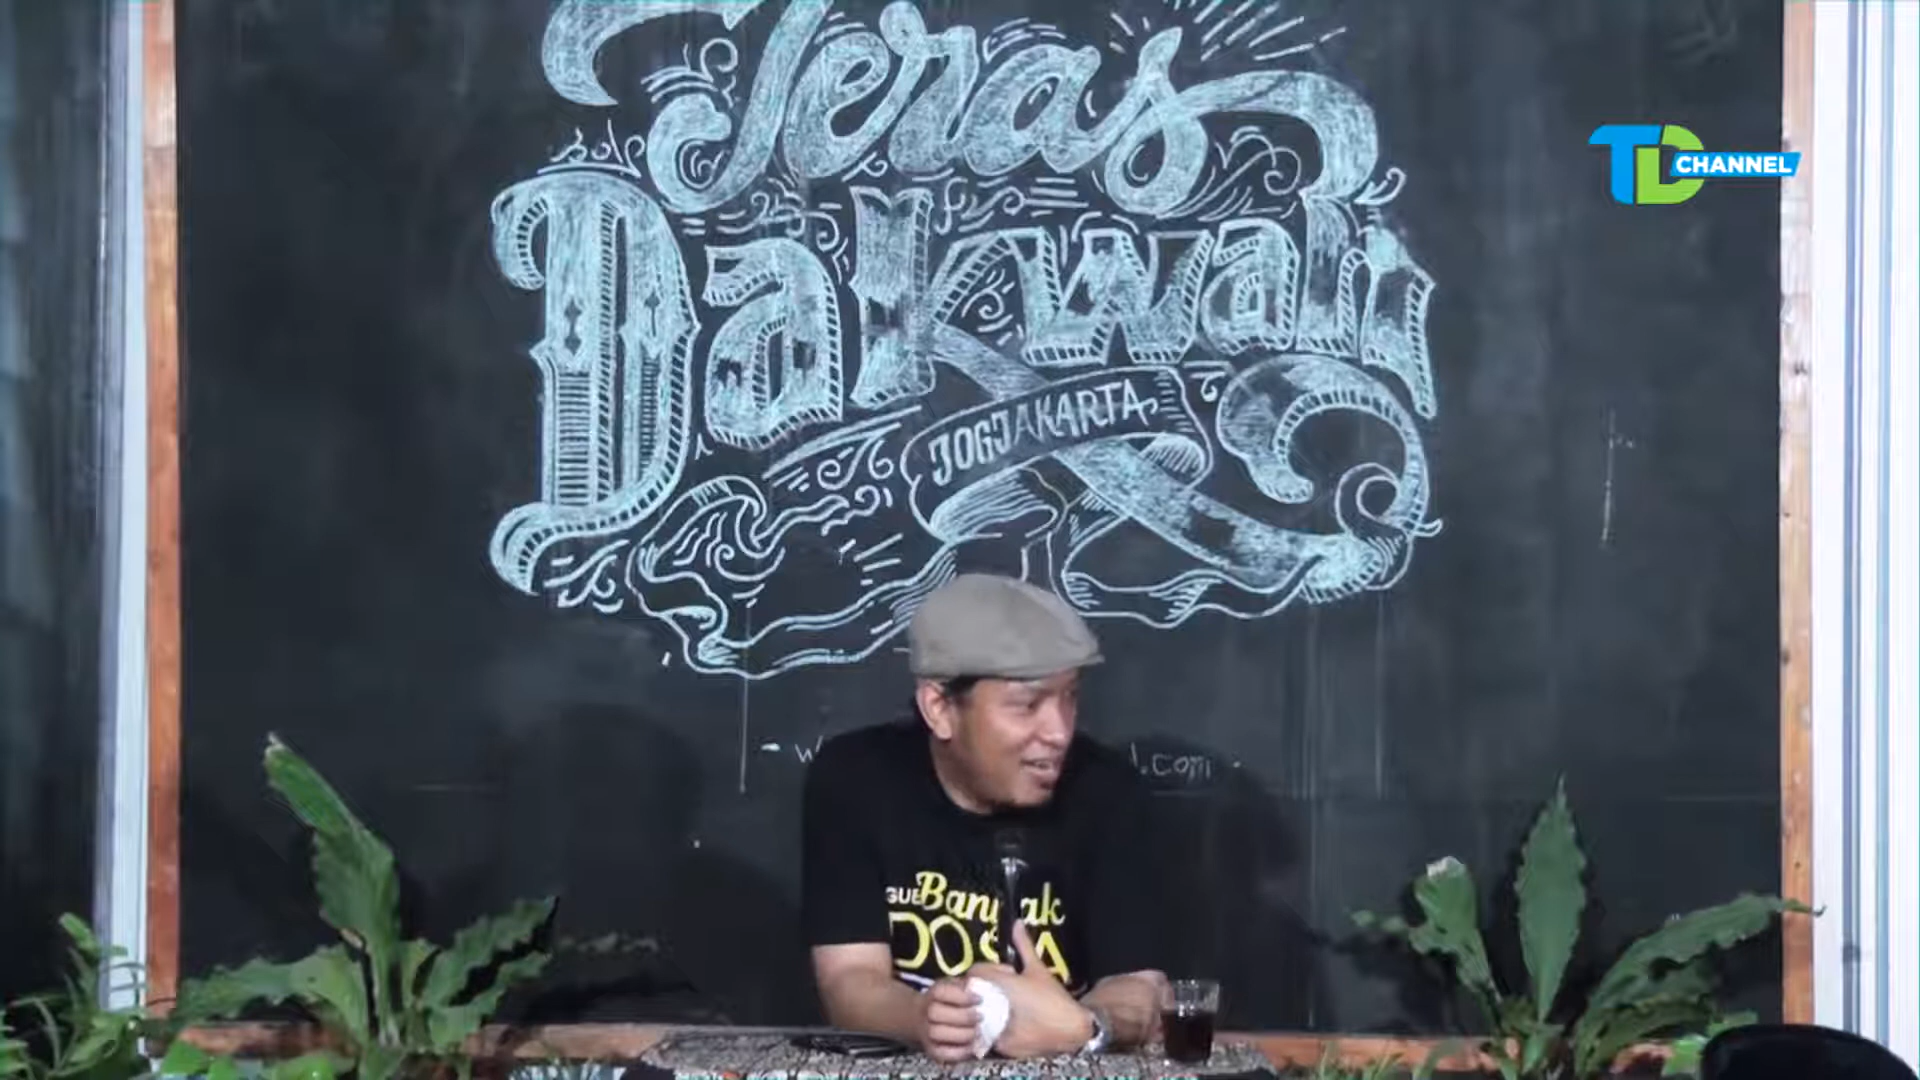 Teras
Dakwah
JOGJAKARTA
TD CHANNEL
.com
GUE Banyak
DOSA